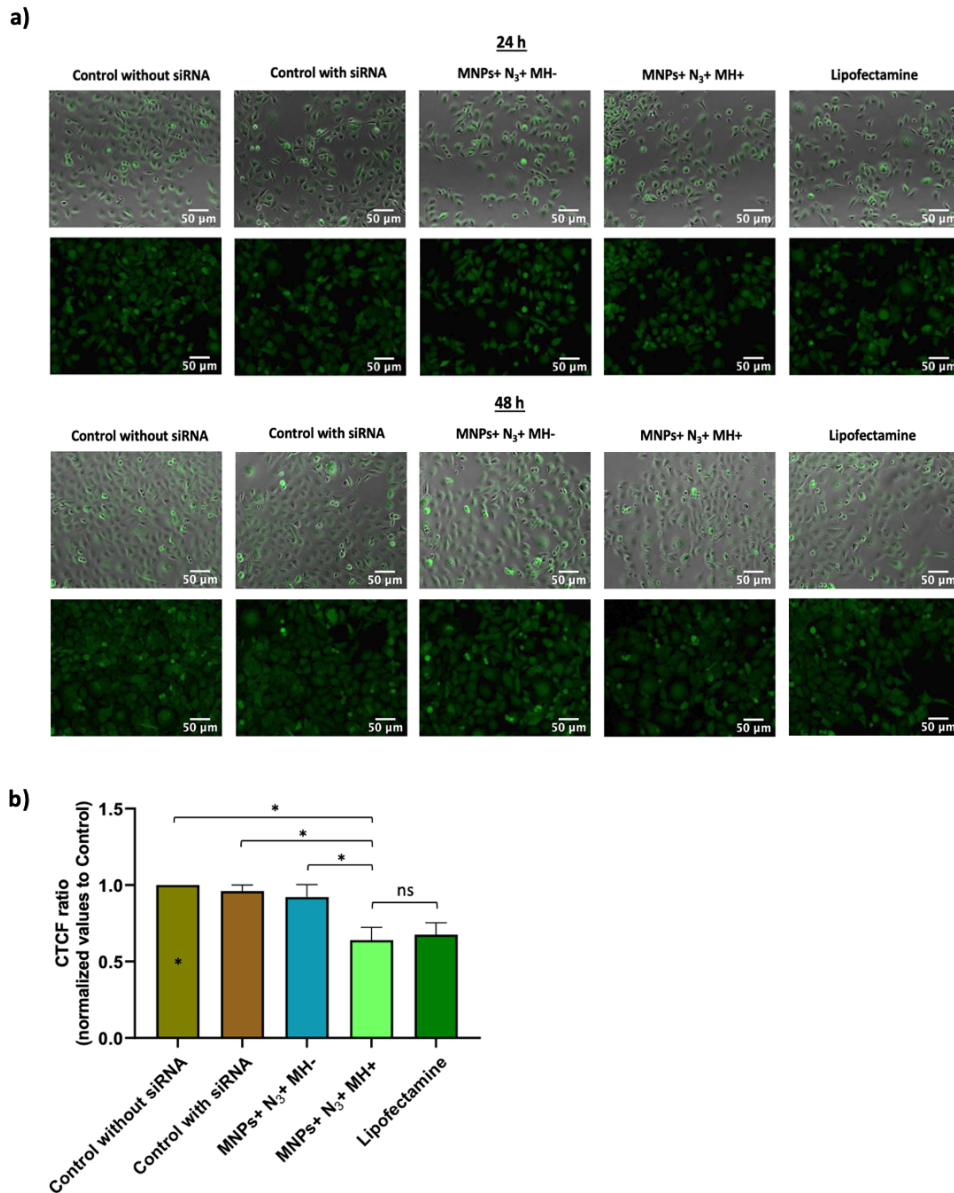 a)
24 h
Control without siRNA
Control with siRNA
MNPs+ N₃+ MH-
MNPs+ N₃+ MH+
Lipofectamine
50 µm
50 µm
50 µm
50 µm
50 µm
50 µm
50 µm
50 µm
50 µm
50 µm
48 h
Control without siRNA
Control with siRNA
MNPs+ N₃+ MH-
MNPs+ N₃+ MH+
Lipofectamine
50 µm
50 µm
50 µm
50 µm
50 µm
50 µm
50 µm
50 µm
50 µm
50 µm
b)
CTCF ratio
(normalized values to Control)
1.5
1.0
0.5
0.0
*
*
*
ns
*
Control without siRNA
Control with siRNA
MNPs+ N₃+ MH-
MNPs+ N₃+ MH+
Lipofectamine